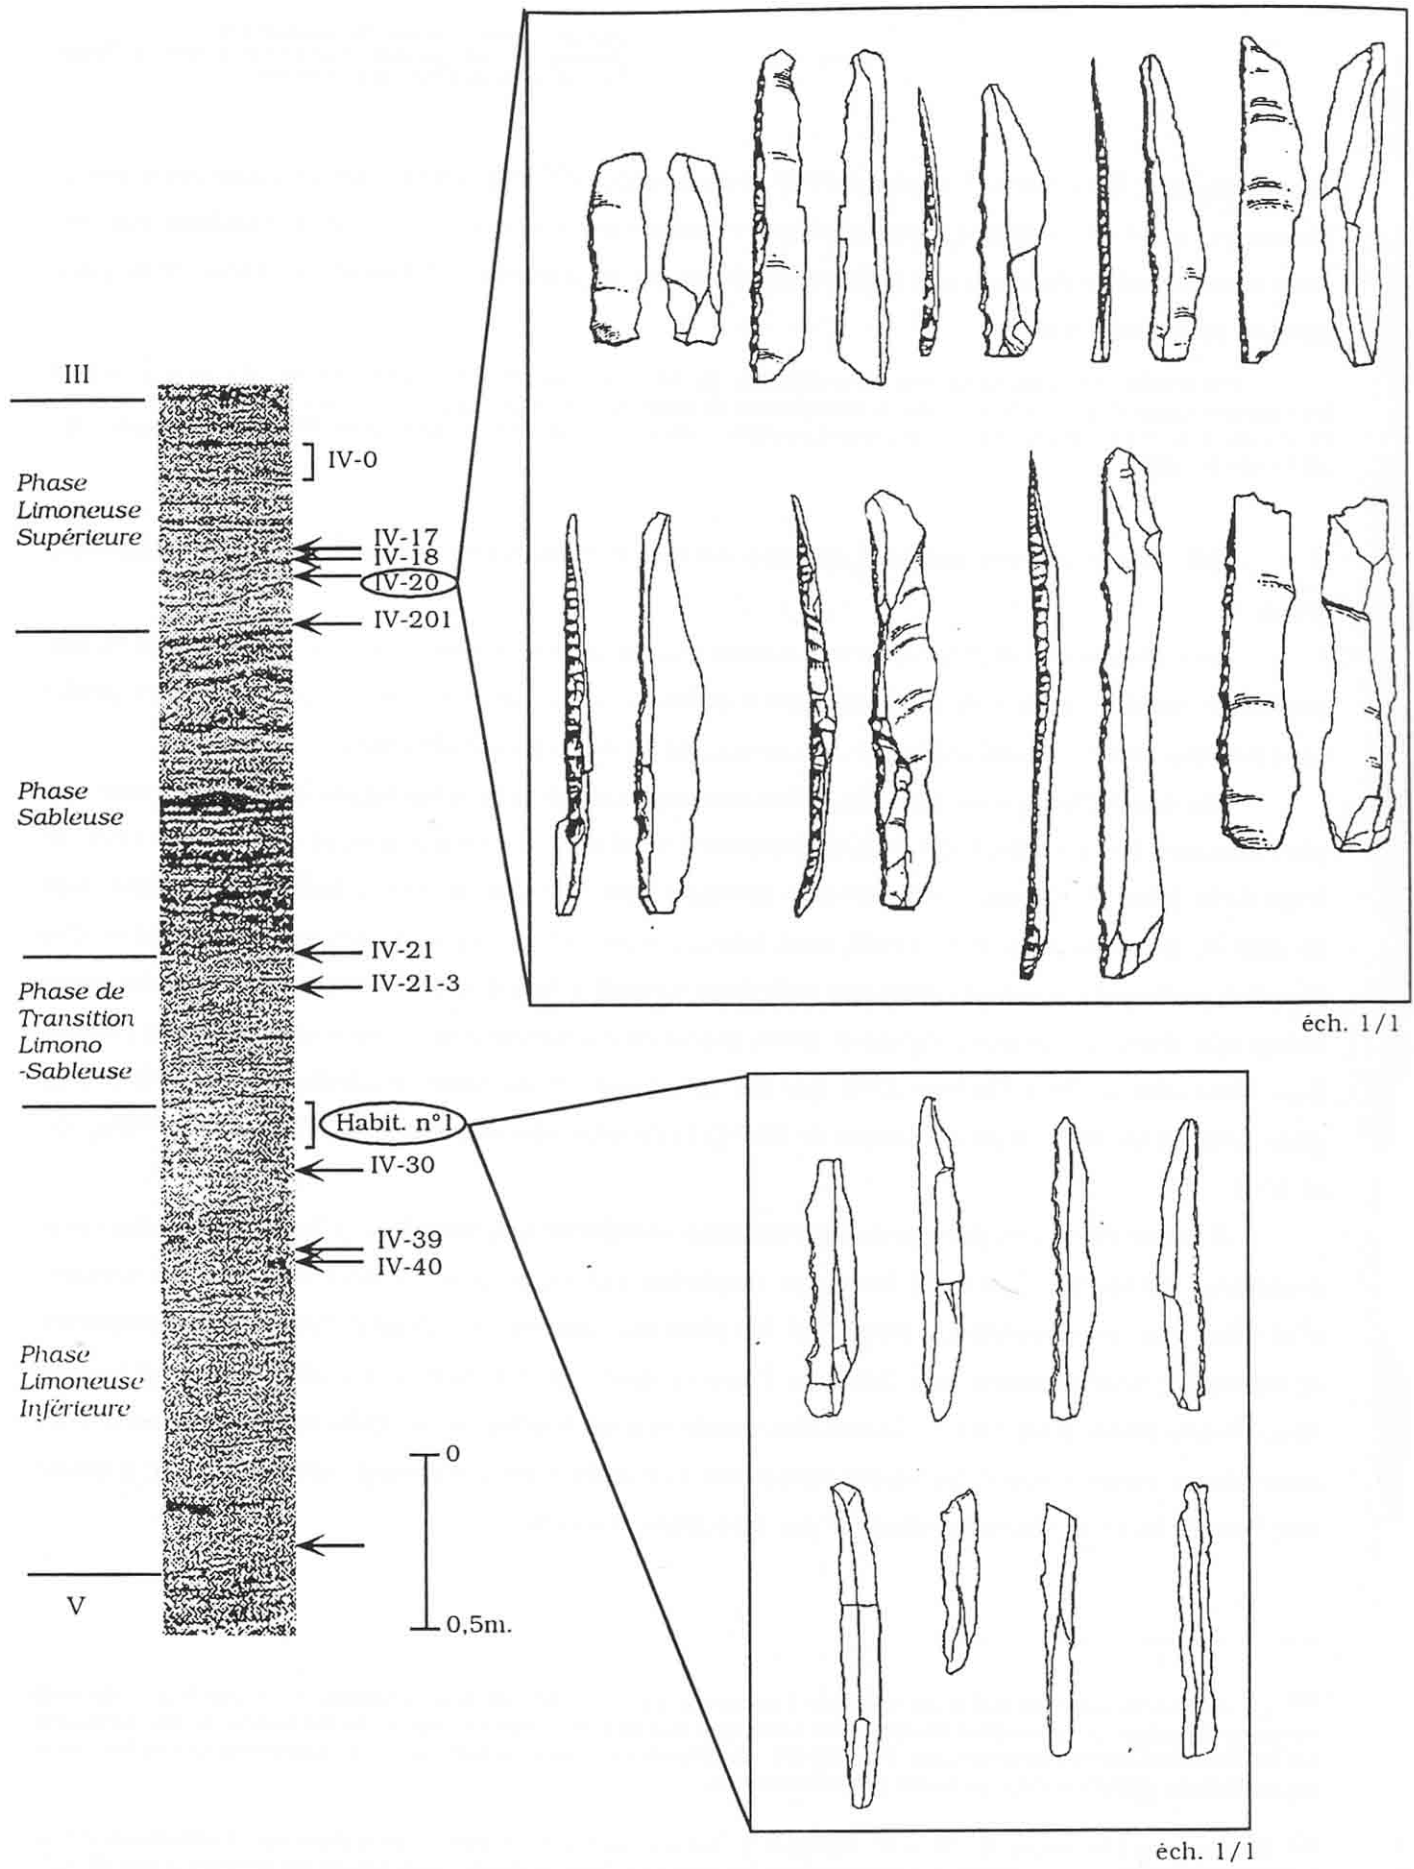 III
IV-0
Phase
Limoneuse
Supérieure
IV-17
IV-18
IV-20
IV-201
Phase
Sableuse
IV-21
IV-21-3
Phase de
Transition
Limono
-Sableuse
éch. 1/1
Habit. n°1
IV-30
IV-39
IV-40
Phase
Limoneuse
Inférieure
0
0,5m.
V
éch. 1/1